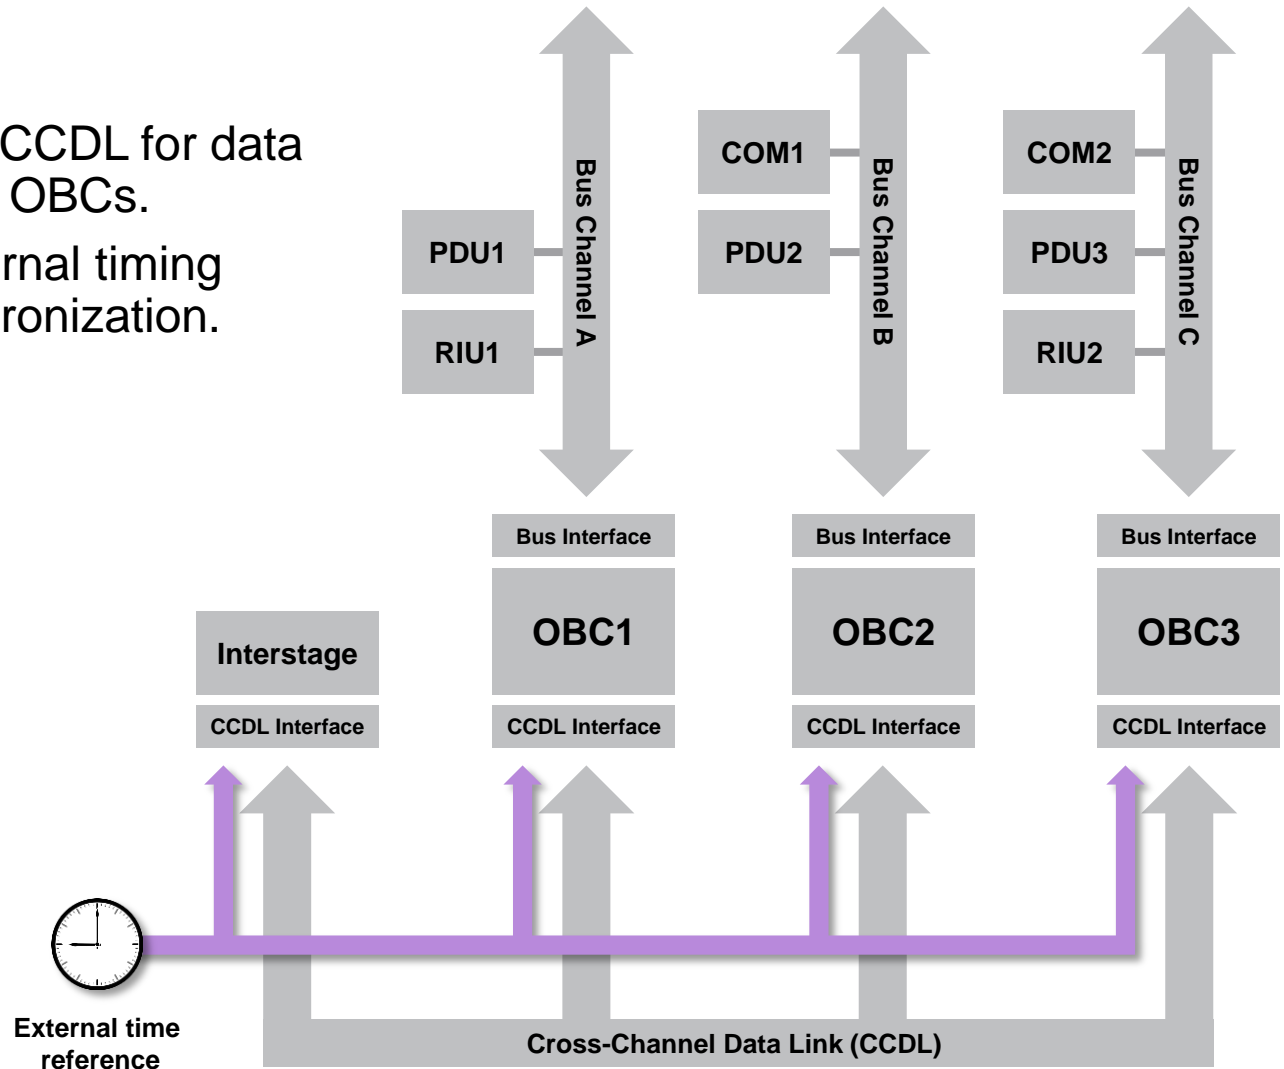 CCDL for data
OBCs.
rnal timing
ronization.
Bus Channel A
PDU1
RIU1
Bus Channel B
COM1
PDU2
Bus Channel C
COM2
PDU3
RIU2
Bus Interface
Bus Interface
Bus Interface
OBC1
OBC2
OBC3
Interstage
CCDL Interface
CCDL Interface
CCDL Interface
CCDL Interface
External time
reference
Cross-Channel Data Link (CCDL)